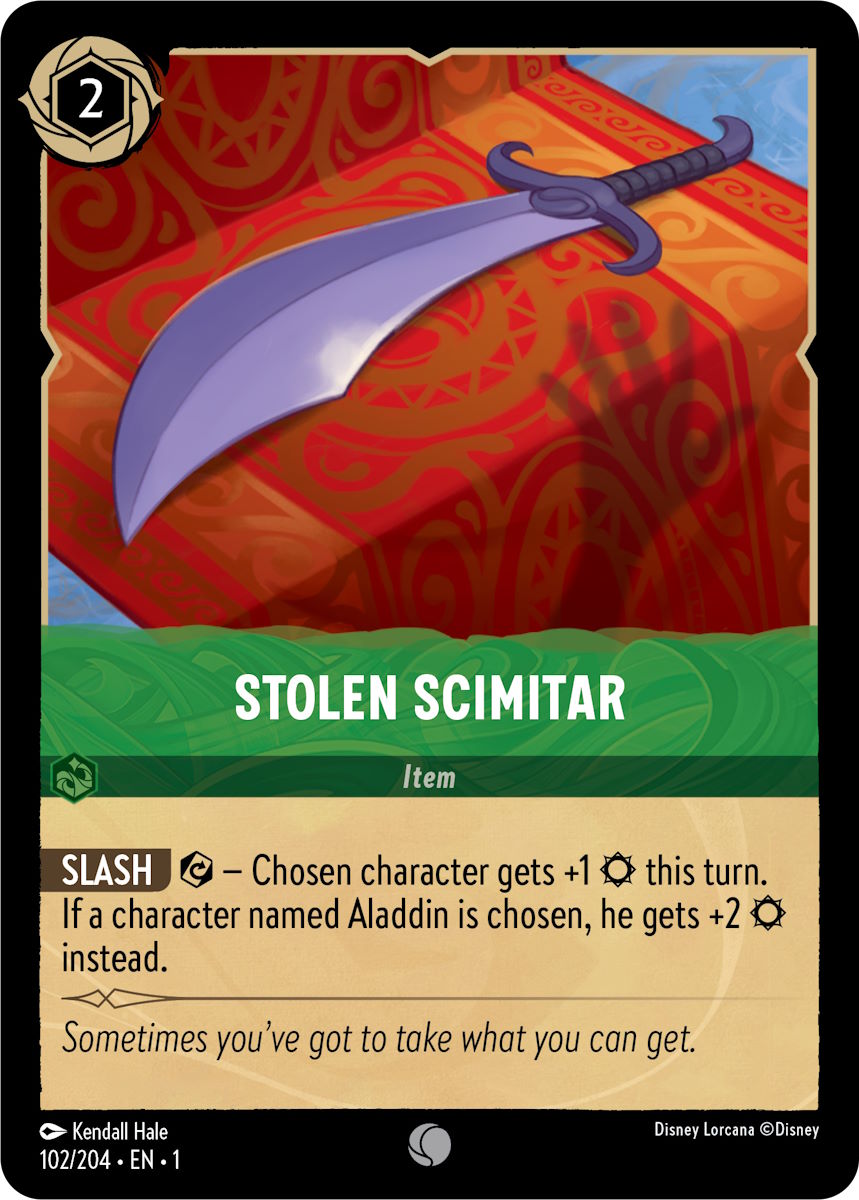 2
STOLEN SCIMITAR
Item
SLASH – Chosen character gets +1 this turn.
If a character named Aladdin is chosen, he gets +2
instead.
Sometimes you've got to take what you can get.
Kendall Hale
Disney Lorcana ©Disney
102/204 • EN • 1